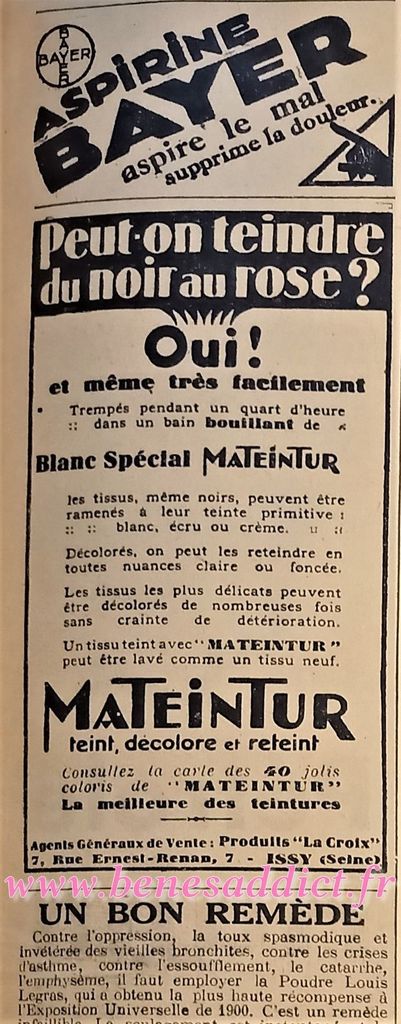 BAYER
BAYER
ASPIRINE
BAYER
aspire le mal
supprime la douleur.
Peut-on teindre
du noir au rose ?
Oui!
et même très facilement
Trempés pendant un quart d'heure
:: dans un bain bouillant de
Blanc Spécial MATEINTUR
les tissus, même noirs, peuvent être
ramenés à leur teinte primitive :
:: :: blanc, écru ou crème. :: ::
Décolorés, on peut les reteindre en
toutes nuances claire ou foncée.
Les tissus les plus délicats peuvent
être décolorés de nombreuses fois
sans crainte de détérioration.
Un tissu teint avec "MATEINTUR"
peut être lavé comme un tissu neuf.
MATEINTUR
teint, décolore et reteint
Consultez la carte des 40 jolis
coloris de "MATEINTUR"
La meilleure des teintures
Agents Généraux de Vente : Produits "La Croix"
7, Rue Ernest-Renan, 7 - ISSY (Seine)
www.benesaddict.fr
UN BON REMÈDE
Contre l'oppression, la toux spasmodique et
invétérée des vieilles bronchites, contre les crises
d'asthme, contre l'essoufflement, le catarrhe,
l'emphysème, il faut employer la Poudre Louis
Legras, qui a obtenu la plus haute récompense à
l'Exposition Universelle de 1900. C'est un remède